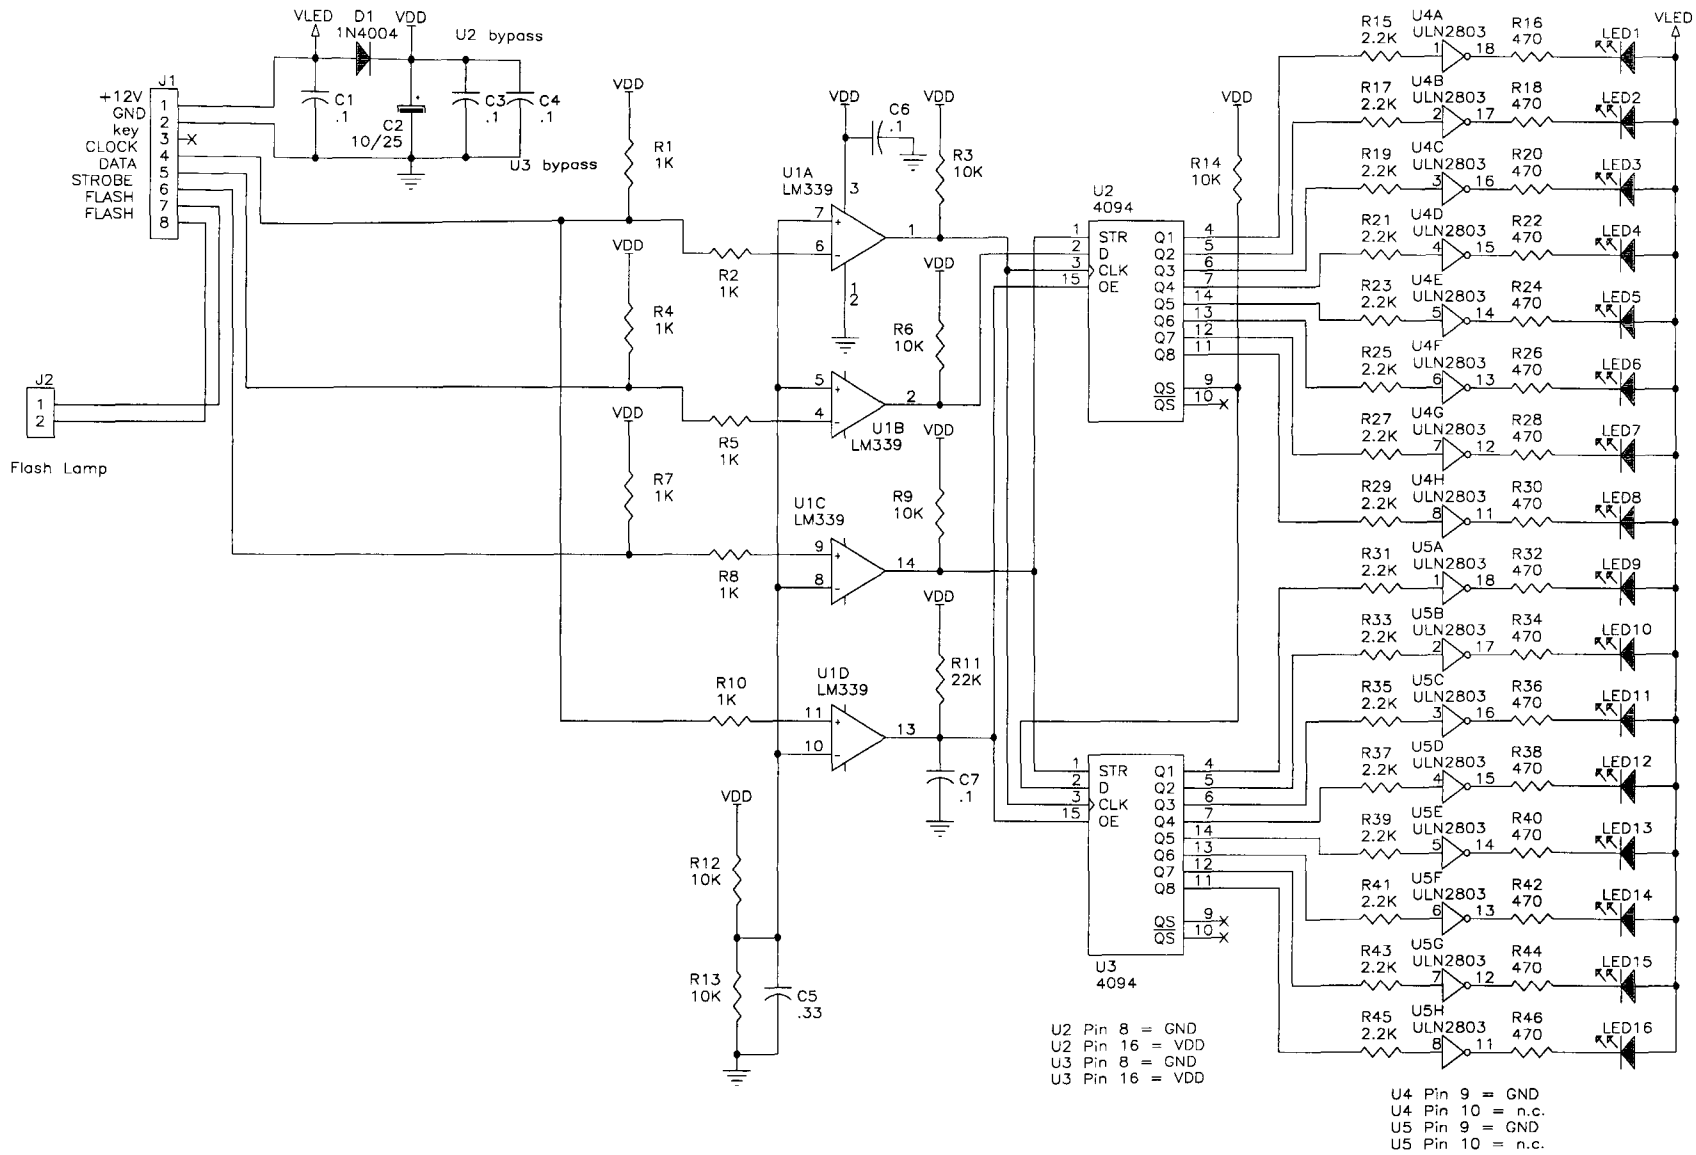 VLED
D1
1N4004
VDD
U2 bypass
C1
.1
C2
10/25
+
C3
.1
C4
.1
U3 bypass
J1
+12V 1
GND 2
key 3
CLOCK 4
DATA 5
STROBE 6
FLASH 7
FLASH 8
J2
1
2
Flash Lamp
VDD
R1
1K
R2
1K
VDD
R4
1K
R5
1K
VDD
R7
1K
R8
1K
R10
1K
VDD
R12
10K
R13
10K
C5
.33
VDD
C6
.1
U1A
LM339
3
7 +
6 -
1
1
2
VDD
R3
10K
5 +
4 -
2
U1B
LM339
VDD
R6
10K
U1C
LM339
9 +
8 -
14
VDD
R9
10K
U1D
LM339
11 +
10 -
13
VDD
R11
22K
C7
.1
VDD
R14
10K
U2
4094
1 STR Q1 4
2 D Q2 5
3 CLK Q3 6
15 OE Q4 7
Q5 14
Q6 13
Q7 12
Q8 11
QS 9
QS 10
1 STR Q1 4
2 D Q2 5
3 CLK Q3 6
15 OE Q4 7
Q5 14
Q6 13
Q7 12
Q8 11
QS 9
QS 10
U3
4094
U2 Pin 8 = GND
U2 Pin 16 = VDD
U3 Pin 8 = GND
U3 Pin 16 = VDD
VLED
R15 U4A R16
2.2K ULN2803 470 LED1
1 18
R17 U4B R18
2.2K ULN2803 470 LED2
2 17
R19 U4C R20
2.2K ULN2803 470 LED3
3 16
R21 U4D R22
2.2K ULN2803 470 LED4
4 15
R23 U4E R24
2.2K ULN2803 470 LED5
5 14
R25 U4F R26
2.2K ULN2803 470 LED6
6 13
R27 U4G R28
2.2K ULN2803 470 LED7
7 12
R29 U4H R30
2.2K ULN2803 470 LED8
8 11
R31 U5A R32
2.2K ULN2803 470 LED9
1 18
R33 U5B R34
2.2K ULN2803 470 LED10
2 17
R35 U5C R36
2.2K ULN2803 470 LED11
3 16
R37 U5D R38
2.2K ULN2803 470 LED12
4 15
R39 U5E R40
2.2K ULN2803 470 LED13
5 14
R41 U5F R42
2.2K ULN2803 470 LED14
6 13
R43 U5G R44
2.2K ULN2803 470 LED15
7 12
R45 U5H R46
2.2K ULN2803 470 LED16
8 11
U4 Pin 9 = GND
U4 Pin 10 = n.c.
U5 Pin 9 = GND
U5 Pin 10 = n.c.